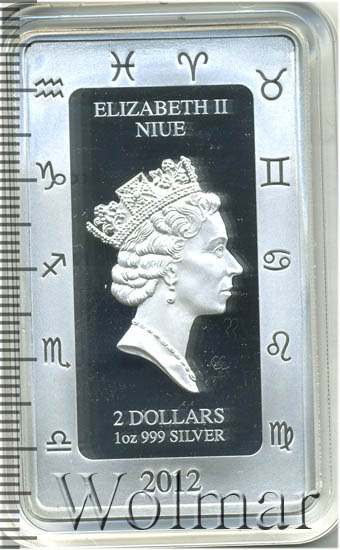 ELIZABETH II
NIUE
2 DOLLARS
1oz 999 SILVER
2012
Wolmar